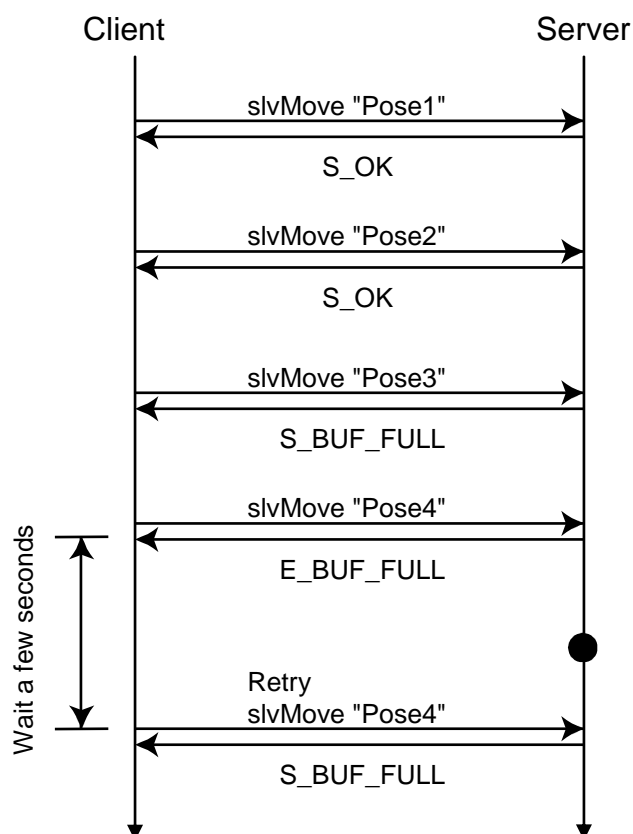 Client
Server
slvMove "Pose1"
S_OK
slvMove "Pose2"
S_OK
slvMove "Pose3"
S_BUF_FULL
slvMove "Pose4"
E_BUF_FULL
Wait a few seconds
Retry
slvMove "Pose4"
S_BUF_FULL